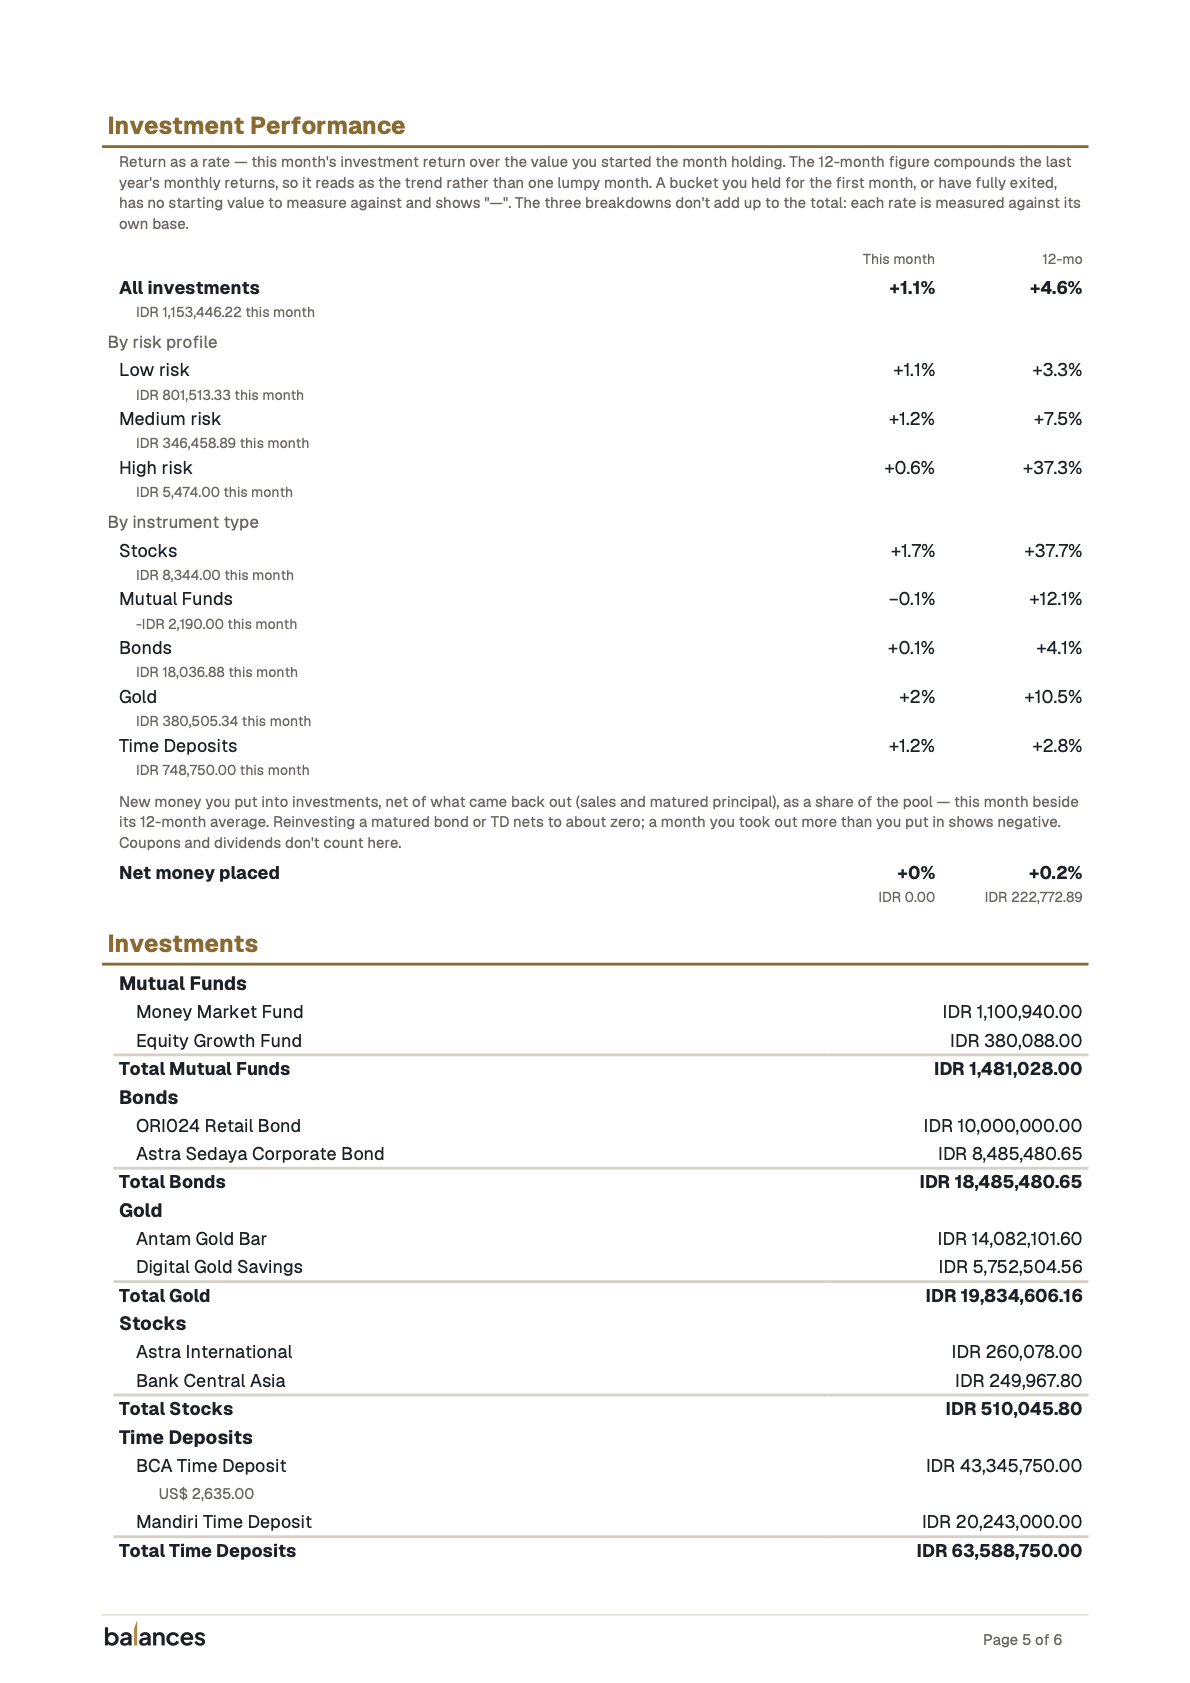 Investment Performance
Return as a rate — this month's investment return over the value you started the month holding. The 12-month figure compounds the last
year's monthly returns, so it reads as the trend rather than one lumpy month. A bucket you held for the first month, or have fully exited,
has no starting value to measure against and shows "—". The three breakdowns don't add up to the total: each rate is measured against its
own base.
This month 12-mo
All investments +1.1% +4.6%
IDR 1,153,446.22 this month
By risk profile
Low risk +1.1% +3.3%
IDR 801,513.33 this month
Medium risk +1.2% +7.5%
IDR 346,458.89 this month
High risk +0.6% +37.3%
IDR 5,474.00 this month
By instrument type
Stocks +1.7% +37.7%
IDR 8,344.00 this month
Mutual Funds −0.1% +12.1%
-IDR 2,190.00 this month
Bonds +0.1% +4.1%
IDR 18,036.88 this month
Gold +2% +10.5%
IDR 380,505.34 this month
Time Deposits +1.2% +2.8%
IDR 748,750.00 this month
New money you put into investments, net of what came back out (sales and matured principal), as a share of the pool — this month beside
its 12-month average. Reinvesting a matured bond or TD nets to about zero; a month you took out more than you put in shows negative.
Coupons and dividends don't count here.
Net money placed +0% +0.2%
IDR 0.00 IDR 222,772.89
Investments
Mutual Funds
Money Market Fund IDR 1,100,940.00
Equity Growth Fund IDR 380,088.00
Total Mutual Funds IDR 1,481,028.00
Bonds
ORI024 Retail Bond IDR 10,000,000.00
Astra Sedaya Corporate Bond IDR 8,485,480.65
Total Bonds IDR 18,485,480.65
Gold
Antam Gold Bar IDR 14,082,101.60
Digital Gold Savings IDR 5,752,504.56
Total Gold IDR 19,834,606.16
Stocks
Astra International IDR 260,078.00
Bank Central Asia IDR 249,967.80
Total Stocks IDR 510,045.80
Time Deposits
BCA Time Deposit IDR 43,345,750.00
US$ 2,635.00
Mandiri Time Deposit IDR 20,243,000.00
Total Time Deposits IDR 63,588,750.00
balances Page 5 of 6